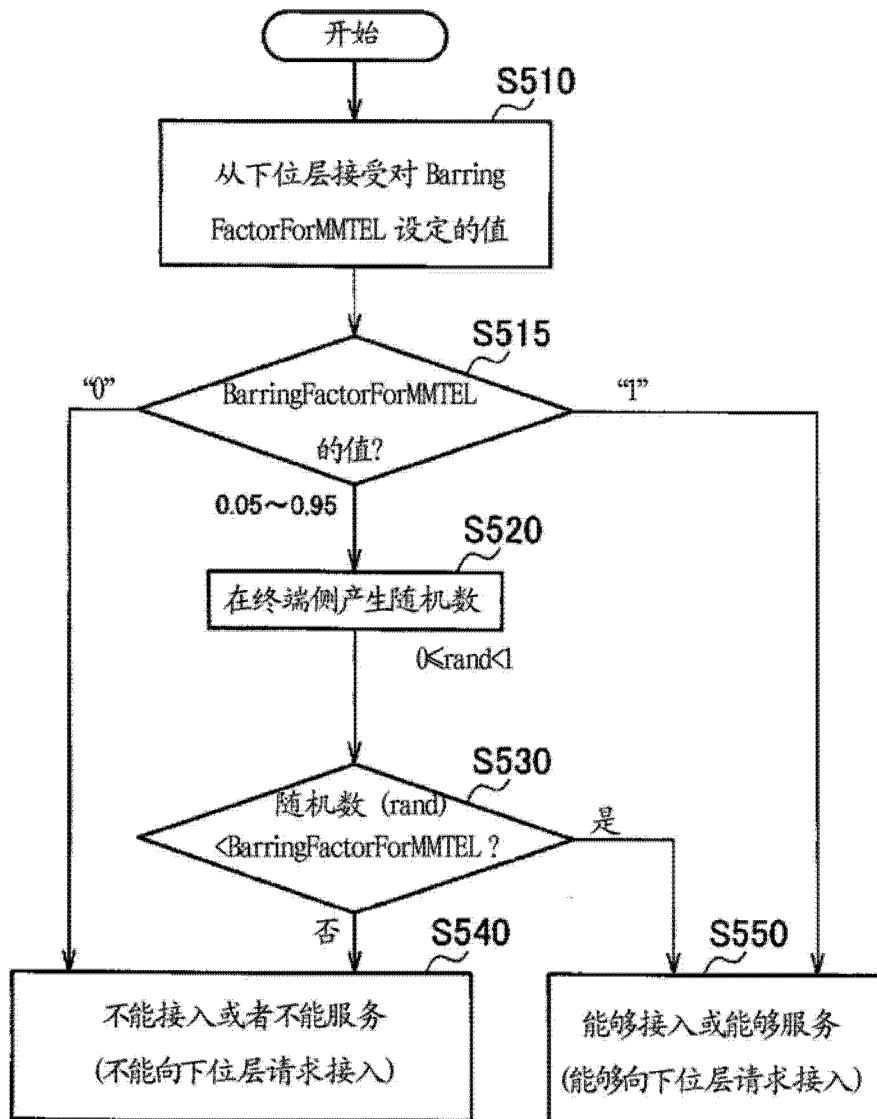 开始
S510
从下位层接受对 Barring
FactorForMMTEL 设定的值
S515
“0”
BarringFactorForMMTEL
的值?
“1”
0.05～0.95
S520
在终端侧产生随机数
0≤rand<1
S530
随机数 (rand)
<BarringFactorForMMTEL?
是
否
S540
不能接入或者不能服务
(不能向下位层请求接入)
S550
能够接入或能够服务
(能够向下位层请求接入)